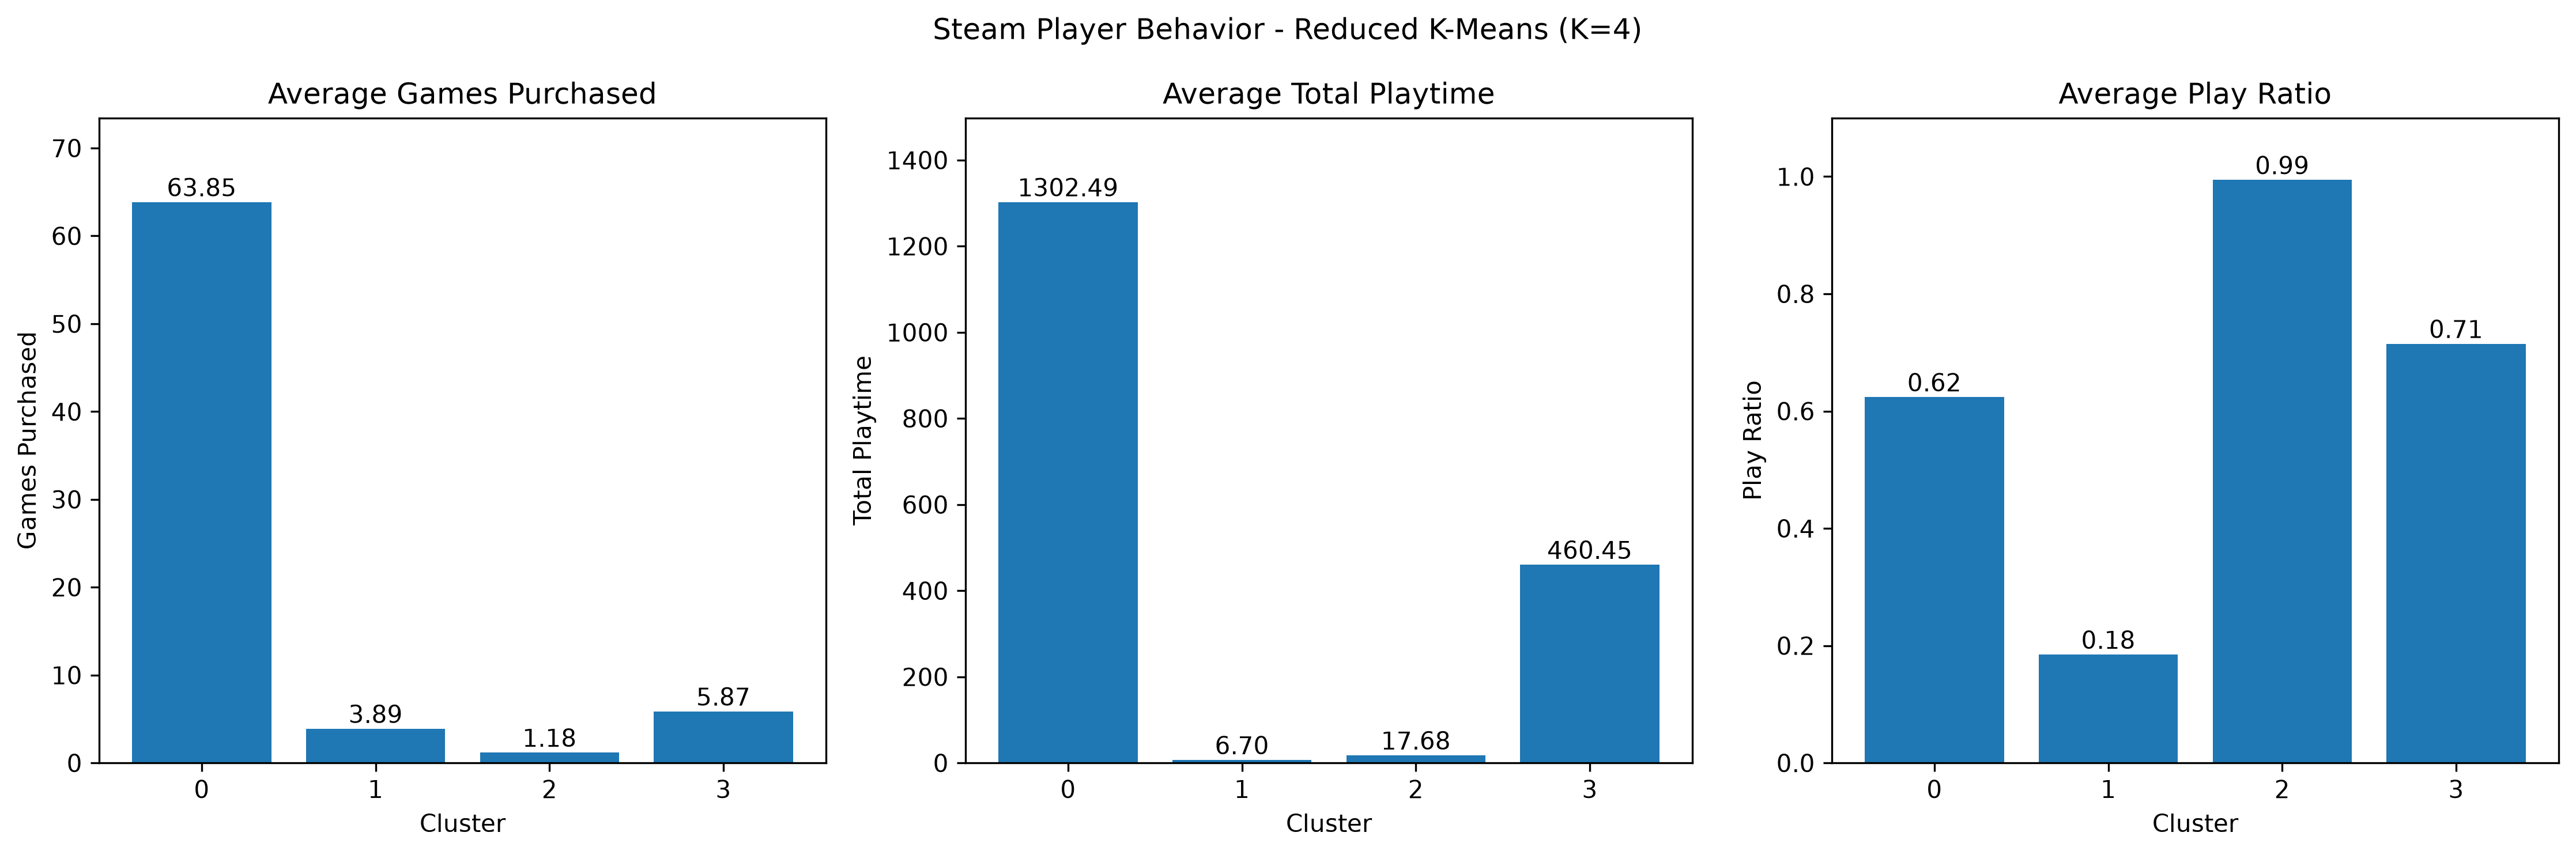 Steam Player Behavior - Reduced K-Means (K=4)
Average Games Purchased
Games Purchased
70
60
50
40
30
20
10
0
63.85
3.89
1.18
5.87
0 1 2 3
Cluster
Average Total Playtime
Total Playtime
1400
1200
1000
800
600
400
200
0
1302.49
6.70
17.68
460.45
0 1 2 3
Cluster
Average Play Ratio
Play Ratio
1.0
0.8
0.6
0.4
0.2
0.0
0.62
0.18
0.99
0.71
0 1 2 3
Cluster